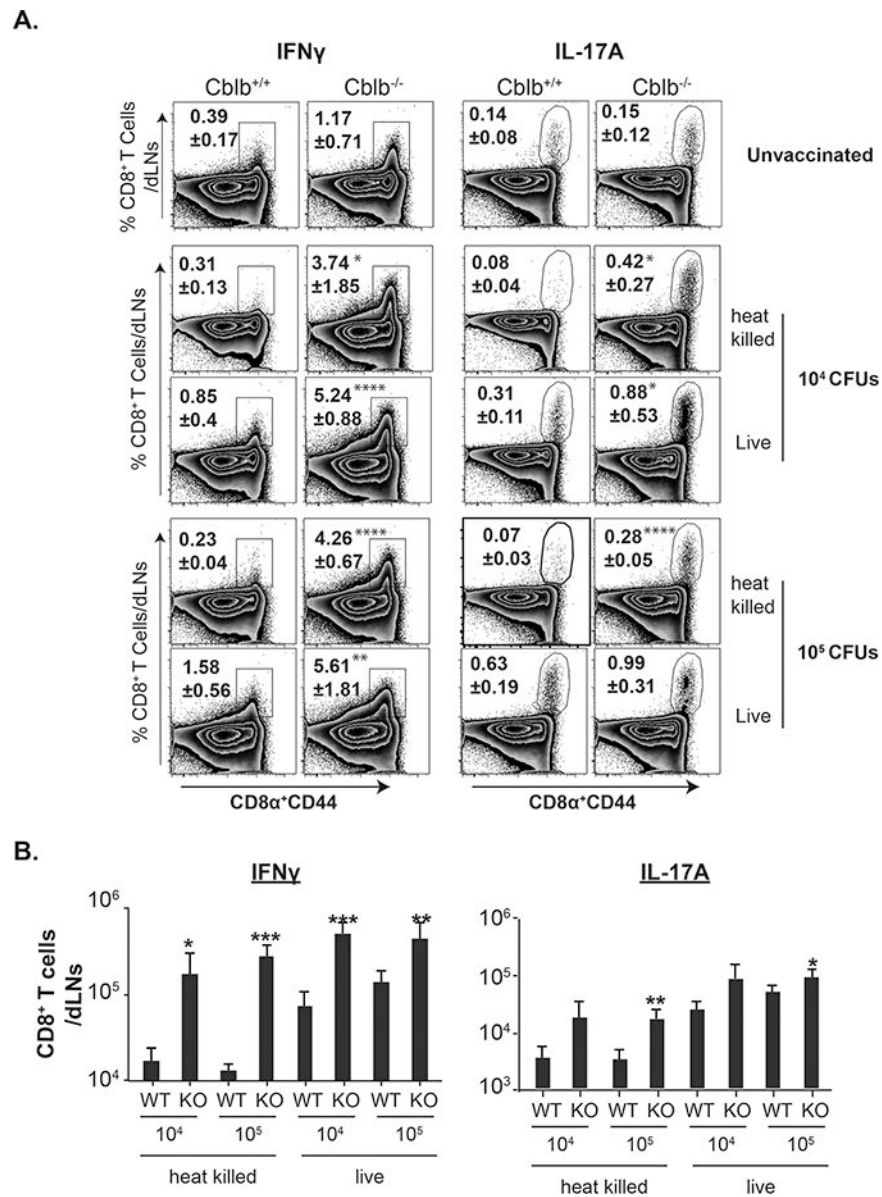 A.
IFNγ IL-17A
Cblb+/+ Cblb-/- Cblb+/+ Cblb-/-
% CD8+ T Cells
/dLNs
0.39 1.17 0.14 0.15
±0.17 ±0.71 ±0.08 ±0.12
Unvaccinated
% CD8+ T Cells/dLNs
0.31 3.74 * 0.08 0.42 *
±0.13 ±1.85 ±0.04 ±0.27
heat
killed
10⁴ CFUs
0.85 5.24 **** 0.31 0.88 *
±0.4 ±0.88 ±0.11 ±0.53
Live
% CD8+ T Cells/dLNs
0.23 4.26 **** 0.07 0.28 ****
±0.04 ±0.67 ±0.03 ±0.05
heat
killed
10⁵ CFUs
1.58 5.61 ** 0.63 0.99
±0.56 ±1.81 ±0.19 ±0.31
Live
CD8α+CD44 CD8α+CD44
B.
IFNγ
CD8+ T cells
/dLNs
10⁶
10⁵
10⁴
* *** *** **
WT KO WT KO WT KO WT KO
10⁴ 10⁵ 10⁴ 10⁵
heat killed live
IL-17A
10⁶
10⁵
10⁴
10³
** *
WT KO WT KO WT KO WT KO
10⁴ 10⁵ 10⁴ 10⁵
heat killed live